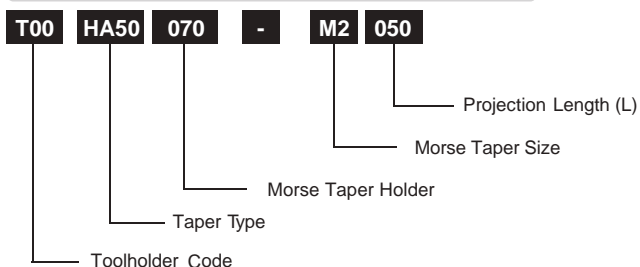 T00 HA50 070 - M2 050
Projection Length (L)
Morse Taper Size
Morse Taper Holder
Taper Type
Toolholder Code